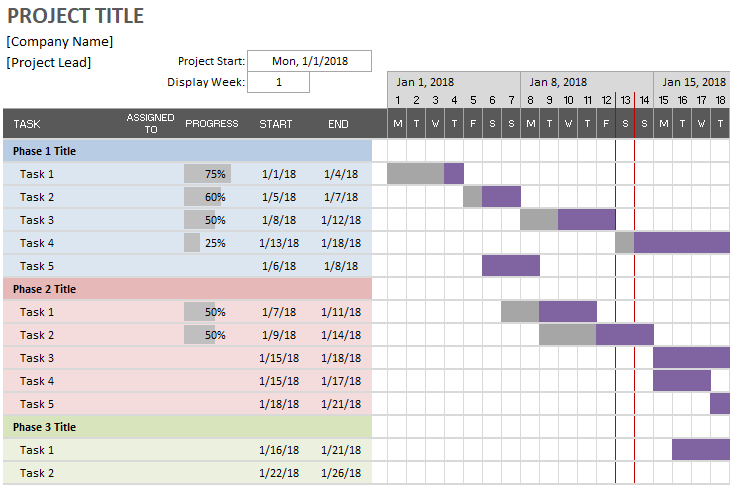 PROJECT TITLE
[Company Name]
[Project Lead]
Project Start: Mon, 1/1/2018
Display Week: 1
Jan 1, 2018 Jan 8, 2018 Jan 15, 2018
1 2 3 4 5 6 7 8 9 10 11 12 13 14 15 16 17 18
TASK ASSIGNED TO PROGRESS START END M T W T F S S M T W T F S S M T W T
Phase 1 Title
Task 1 75% 1/1/18 1/4/18
Task 2 60% 1/5/18 1/7/18
Task 3 50% 1/8/18 1/12/18
Task 4 25% 1/13/18 1/18/18
Task 5 1/6/18 1/8/18
Phase 2 Title
Task 1 50% 1/7/18 1/11/18
Task 2 50% 1/9/18 1/14/18
Task 3 1/15/18 1/18/18
Task 4 1/15/18 1/17/18
Task 5 1/18/18 1/21/18
Phase 3 Title
Task 1 1/16/18 1/21/18
Task 2 1/22/18 1/26/18